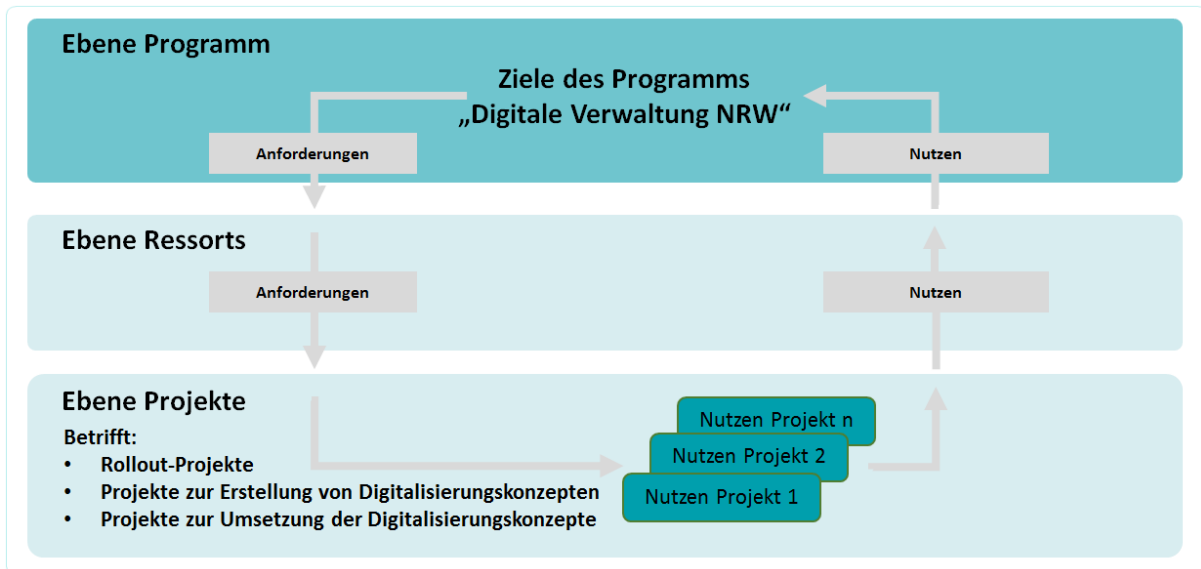 Ebene Programm
Ziele des Programms
„Digitale Verwaltung NRW“
Anforderungen
Nutzen
Ebene Ressorts
Anforderungen
Nutzen
Ebene Projekte
Betrifft:
• Rollout-Projekte
• Projekte zur Erstellung von Digitalisierungskonzepten
• Projekte zur Umsetzung der Digitalisierungskonzepte
Nutzen Projekt n
Nutzen Projekt 2
Nutzen Projekt 1